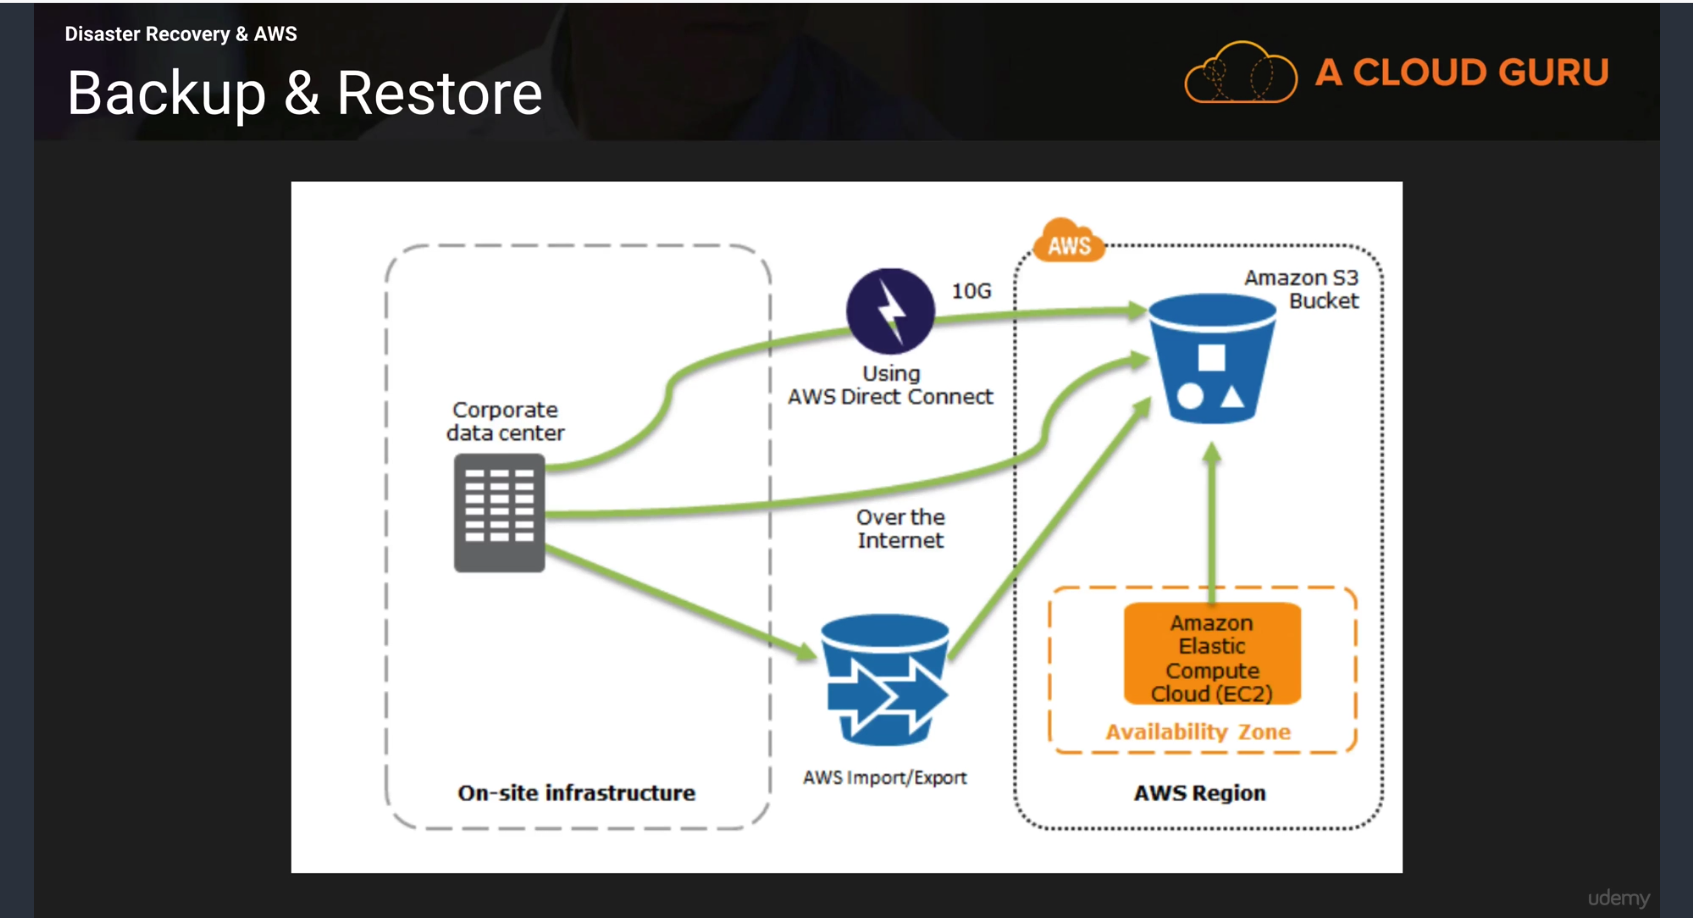 Disaster Recovery & AWS
Backup & Restore
A CLOUD GURU
AWS
Amazon S3
Bucket
10G
Using
AWS Direct Connect
Corporate
data center
Over the
Internet
Amazon
Elastic
Compute
Cloud (EC2)
Availability Zone
AWS Import/Export
On-site infrastructure
AWS Region
udemy